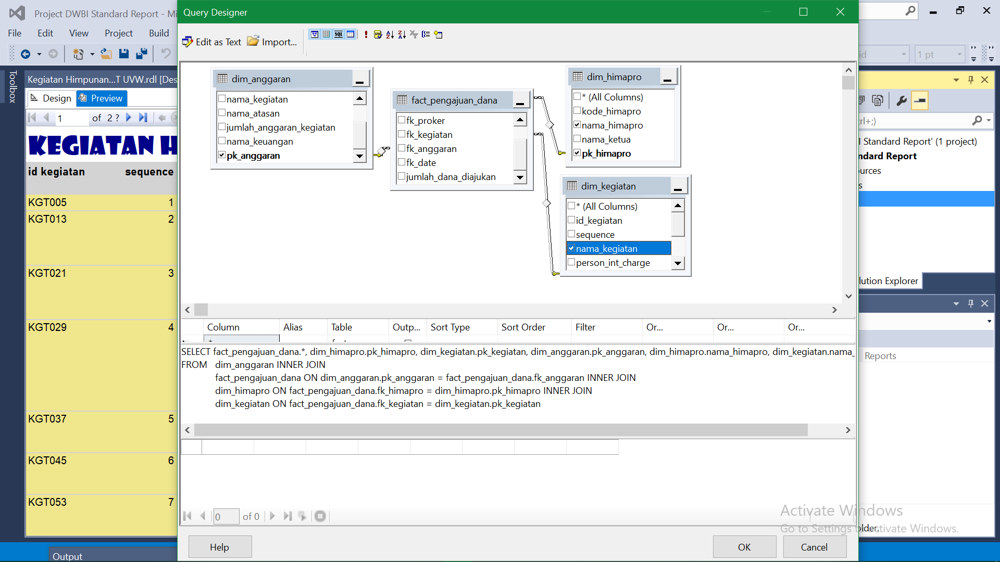 Project DWBI Standard Report - Mi
Query Designer
File Edit View Project Build
Edit as Text Import...
SQL
1 pt
Toolbox
Kegiatan Himpunan...T UVW.rdl [Des
Design Preview
1 of 2 ?
KEGIATAN H
id kegiatan sequence
KGT005 1
KGT013 2
KGT021 3
KGT029 4
KGT037 5
KGT045 6
KGT053 7
Output
dim_anggaran
nama_kegiatan
nama_atasan
jumlah_anggaran_kegiatan
nama_keuangan
pk_anggaran
fact_pengajuan_dana
fk_proker
fk_kegiatan
fk_anggaran
fk_date
jumlah_dana_diajukan
dim_himapro
* (All Columns)
kode_himapro
nama_himapro
nama_ketua
pk_himapro
dim_kegiatan
* (All Columns)
id_kegiatan
sequence
nama_kegiatan
person_int_charge
Column Alias Table Outp... Sort Type Sort Order Filter Or... Or... Or...
SELECT fact_pengajuan_dana.*, dim_himapro.pk_himapro, dim_kegiatan.pk_kegiatan, dim_anggaran.pk_anggaran, dim_himapro.nama_himapro, dim_kegiatan.nama_
FROM dim_anggaran INNER JOIN
fact_pengajuan_dana ON dim_anggaran.pk_anggaran = fact_pengajuan_dana.fk_anggaran INNER JOIN
dim_himapro ON fact_pengajuan_dana.fk_himapro = dim_himapro.pk_himapro INNER JOIN
dim_kegiatan ON fact_pengajuan_dana.fk_kegiatan = dim_kegiatan.pk_kegiatan
0 of 0
Help OK Cancel
rl+;)
I Standard Report' (1 project)
ndard Report
urces
s
lution Explorer
Reports
Activate Windows
Go to Settings to activate Windows.